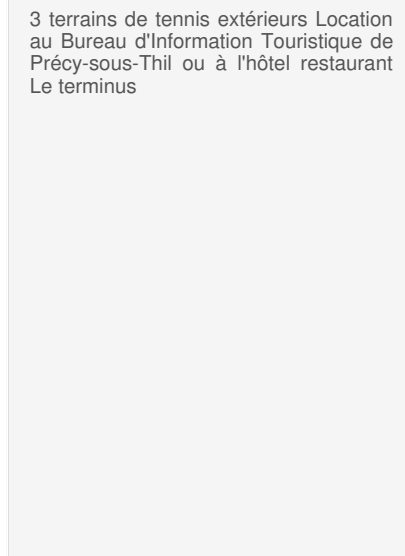 3 terrains de tennis extérieurs Location
au Bureau d'Information Touristique de
Précy-sous-Thil ou à l'hôtel restaurant
Le terminus